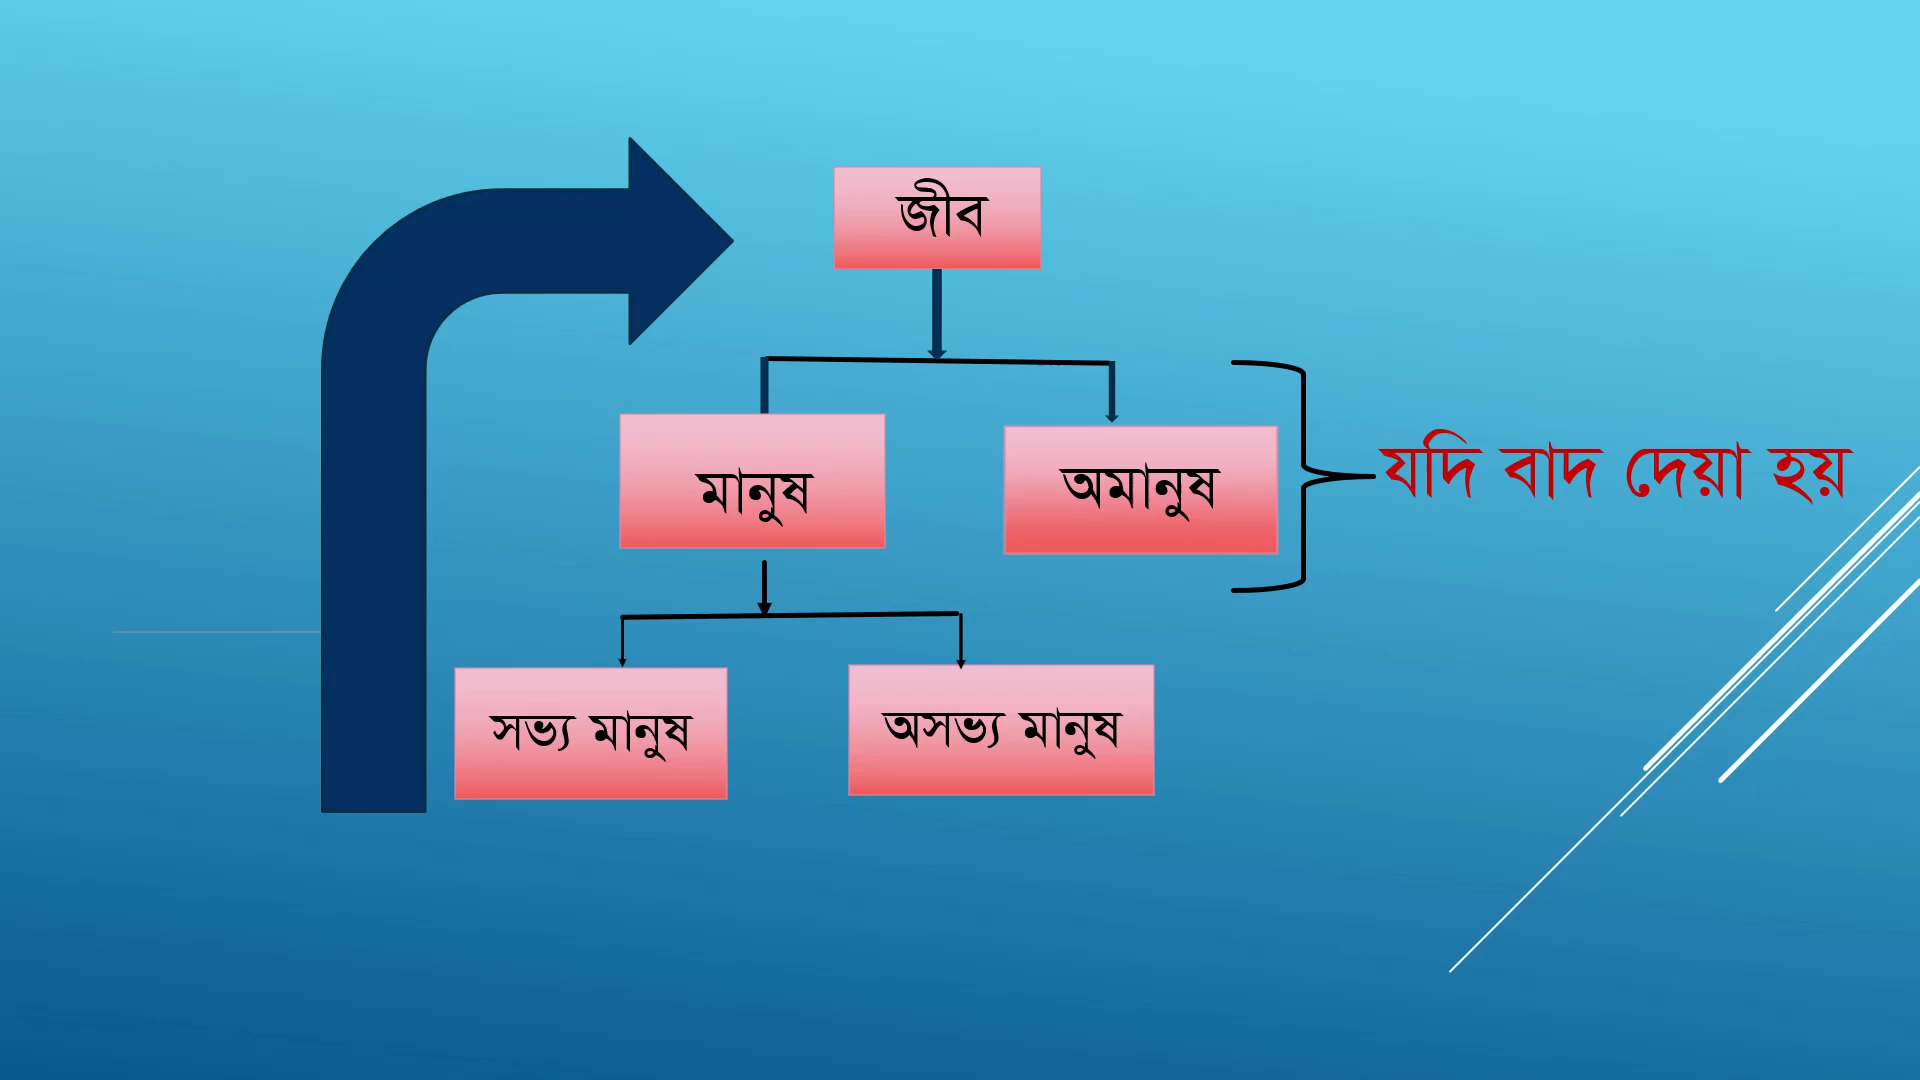 জীব
মানুষ
অমানুষ
যদি বাদ দেয়া হয়
সভ্য মানুষ
অসভ্য মানুষ